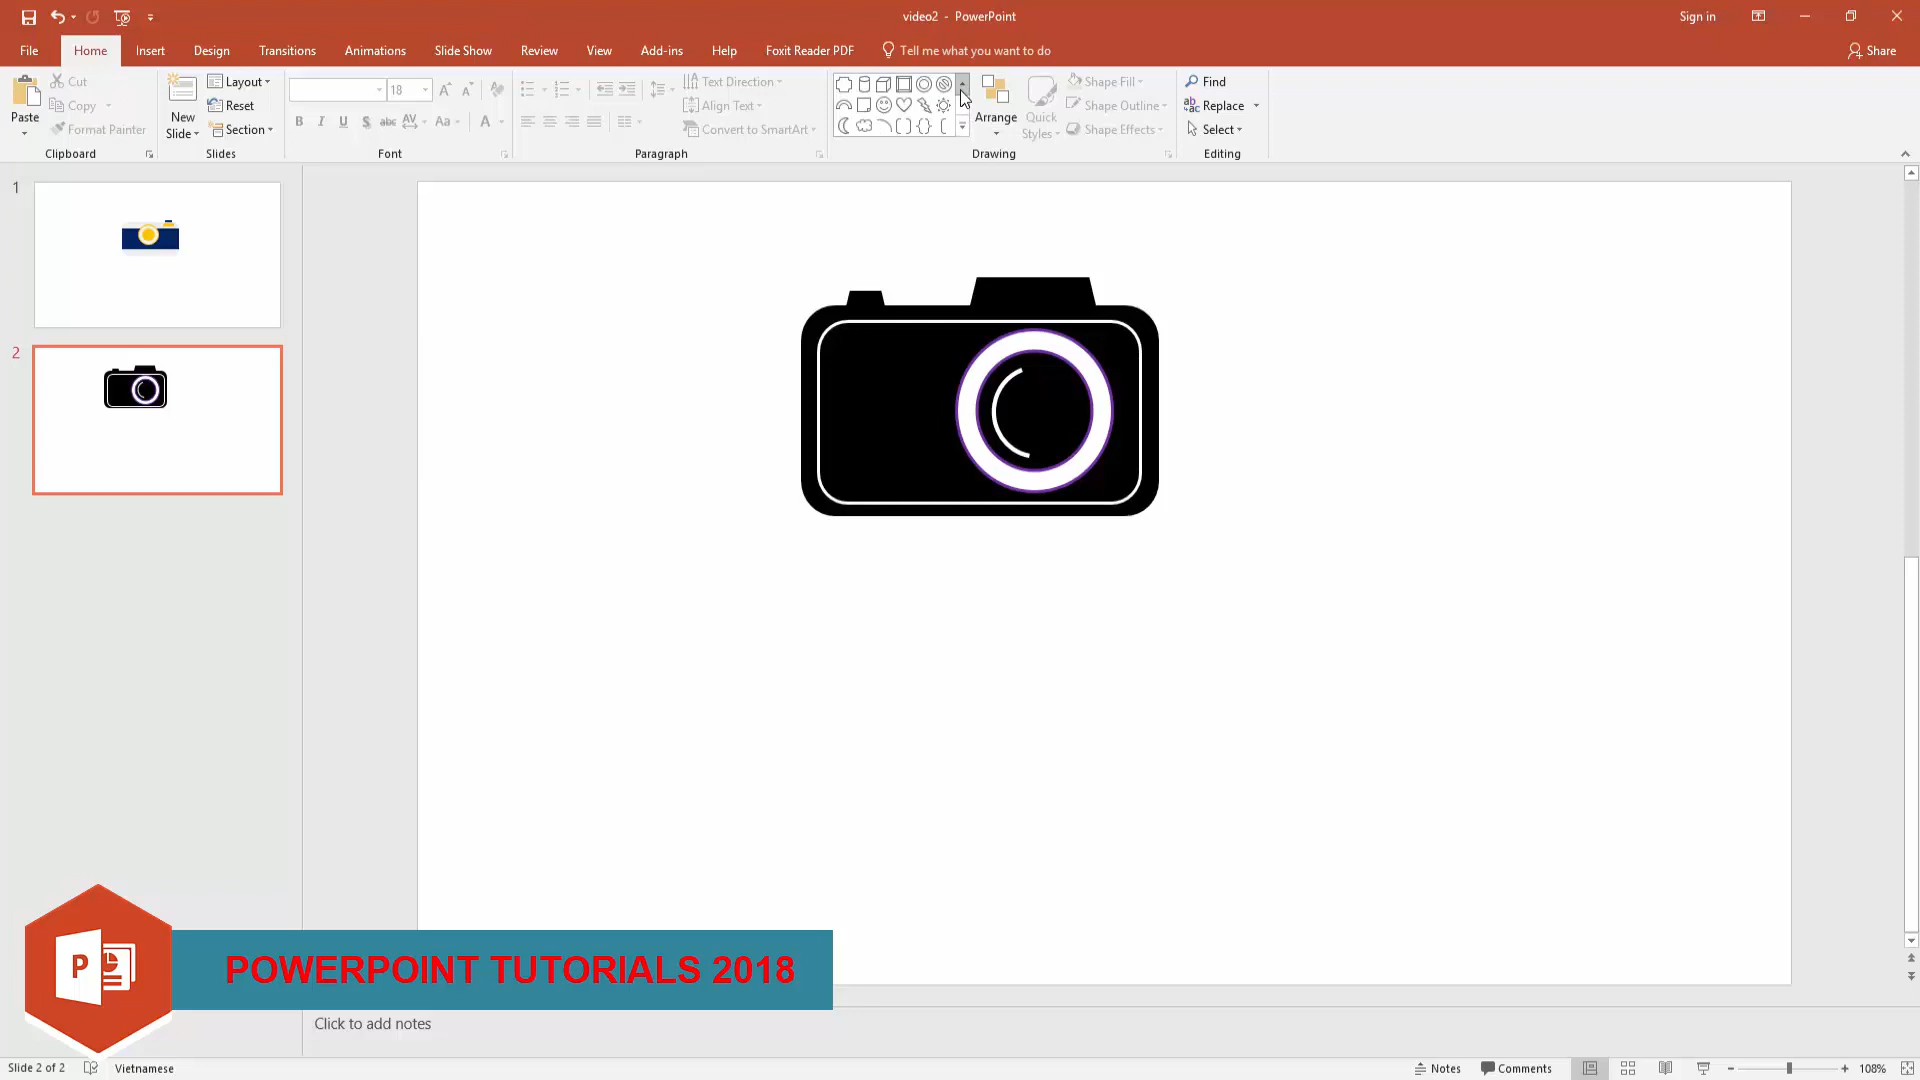 video2 - PowerPoint
Sign in
File Home Insert Design Transitions Animations Slide Show Review View Add-ins Help Foxit Reader PDF Tell me what you want to do Share
Paste
Cut
Copy
Format Painter
Clipboard
New Slide
Layout
Reset
Section
Slides
18
B I U S abc AV Aa A
Font
Text Direction
Align Text
Convert to SmartArt
Paragraph
Arrange
Quick Styles
Shape Fill
Shape Outline
Shape Effects
Drawing
Find
Replace
Select
Editing
1
2
P
POWERPOINT TUTORIALS 2018
Click to add notes
Slide 2 of 2 Vietnamese Notes Comments 108%